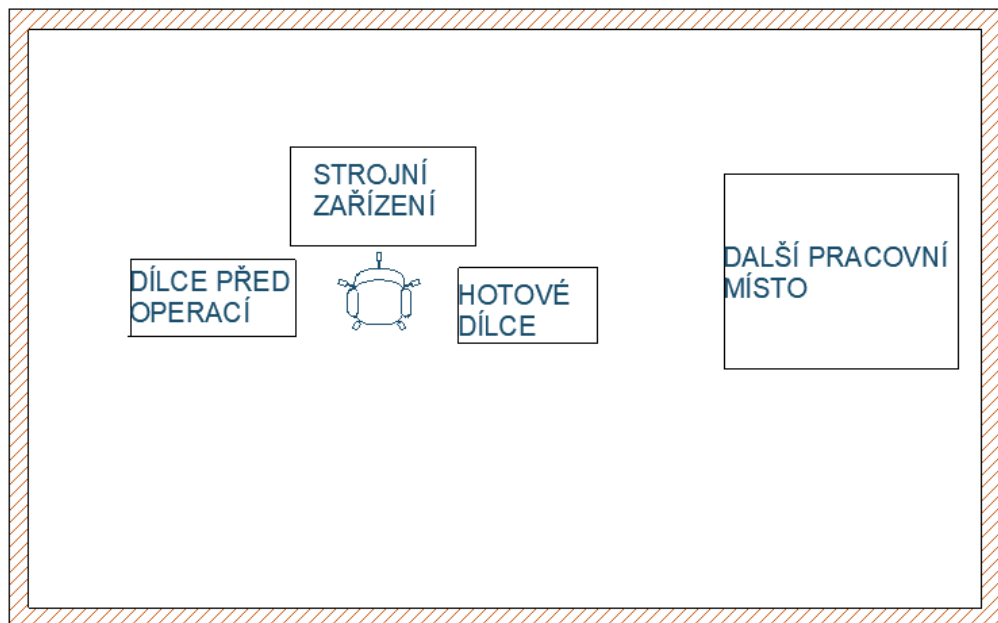 STROJNÍ
ZAŘÍZENÍ
DÍLCE PŘED
OPERACÍ
HOTOVÉ
DÍLCE
DALŠÍ PRACOVNÍ
MÍSTO